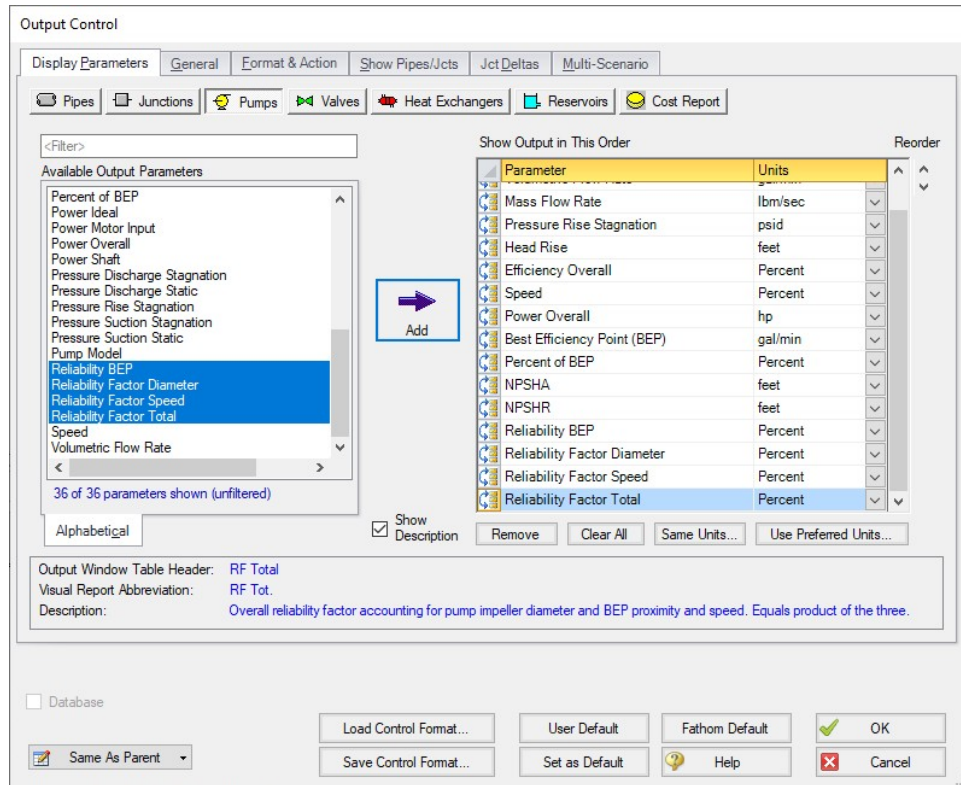 Output Control
Display Parameters General Format & Action Show Pipes/Jcts Jct Deltas Multi-Scenario
Pipes Junctions Pumps Valves Heat Exchangers Reservoirs Cost Report
<Filter>
Show Output in This Order Reorder
Available Output Parameters
Percent of BEP
Power Ideal
Power Motor Input
Power Overall
Power Shaft
Pressure Discharge Stagnation
Pressure Discharge Static
Pressure Rise Stagnation
Pressure Suction Stagnation
Pressure Suction Static
Pump Model
Reliability BEP
Reliability Factor Diameter
Reliability Factor Speed
Reliability Factor Total
Speed
Volumetric Flow Rate
36 of 36 parameters shown (unfiltered)
Alphabetical
Add
Show
Description
Parameter Units
Mass Flow Rate lbm/sec
Pressure Rise Stagnation psid
Head Rise feet
Efficiency Overall Percent
Speed Percent
Power Overall hp
Best Efficiency Point (BEP) gal/min
Percent of BEP Percent
NPSHA feet
NPSHR feet
Reliability BEP Percent
Reliability Factor Diameter Percent
Reliability Factor Speed Percent
Reliability Factor Total Percent
Remove Clear All Same Units... Use Preferred Units...
Output Window Table Header: RF Total
Visual Report Abbreviation: RF Tot.
Description: Overall reliability factor accounting for pump impeller diameter and BEP proximity and speed. Equals product of the three.
Database
Load Control Format... User Default Fathom Default OK
Same As Parent Save Control Format... Set as Default Help Cancel